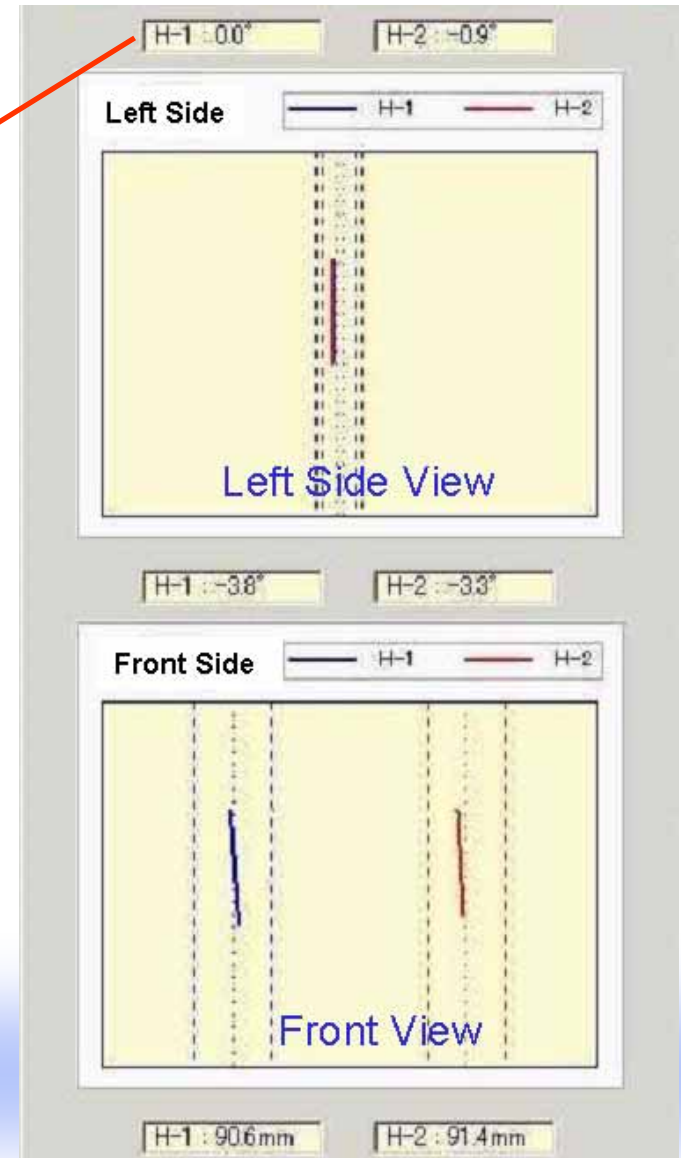 H-1 : 0.0° H-2 : -0.9°
Left Side H-1 H-2
Left Side View
H-1 : -3.8° H-2 : -3.3°
Front Side H-1 H-2
Front View
H-1 : 90.6mm H-2 : 91.4mm